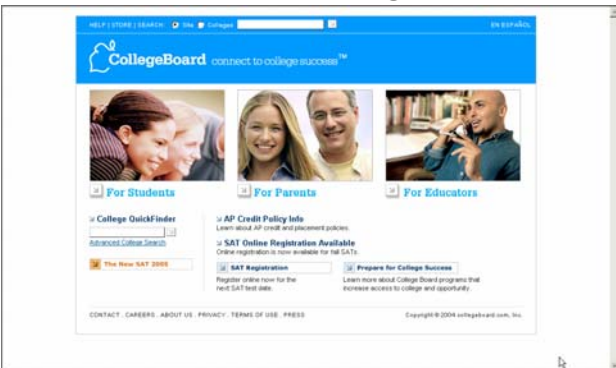 HELP | STORE | SEARCH: Site Colleges EN ESPAÑOL
CollegeBoard connect to college success™
For Students For Parents For Educators
College QuickFinder
Advanced College Search
The New SAT 2005
AP Credit Policy Info
Learn about AP credit and placement policies.
SAT Online Registration Available
Online registration is now available for fall SATs.
SAT Registration
Register online now for the
next SAT test date.
Prepare for College Success
Learn more about College Board programs that
increase access to college and opportunity.
CONTACT . CAREERS . ABOUT US . PRIVACY . TERMS OF USE . PRESS Copyright © 2004 collegeboard.com, Inc.